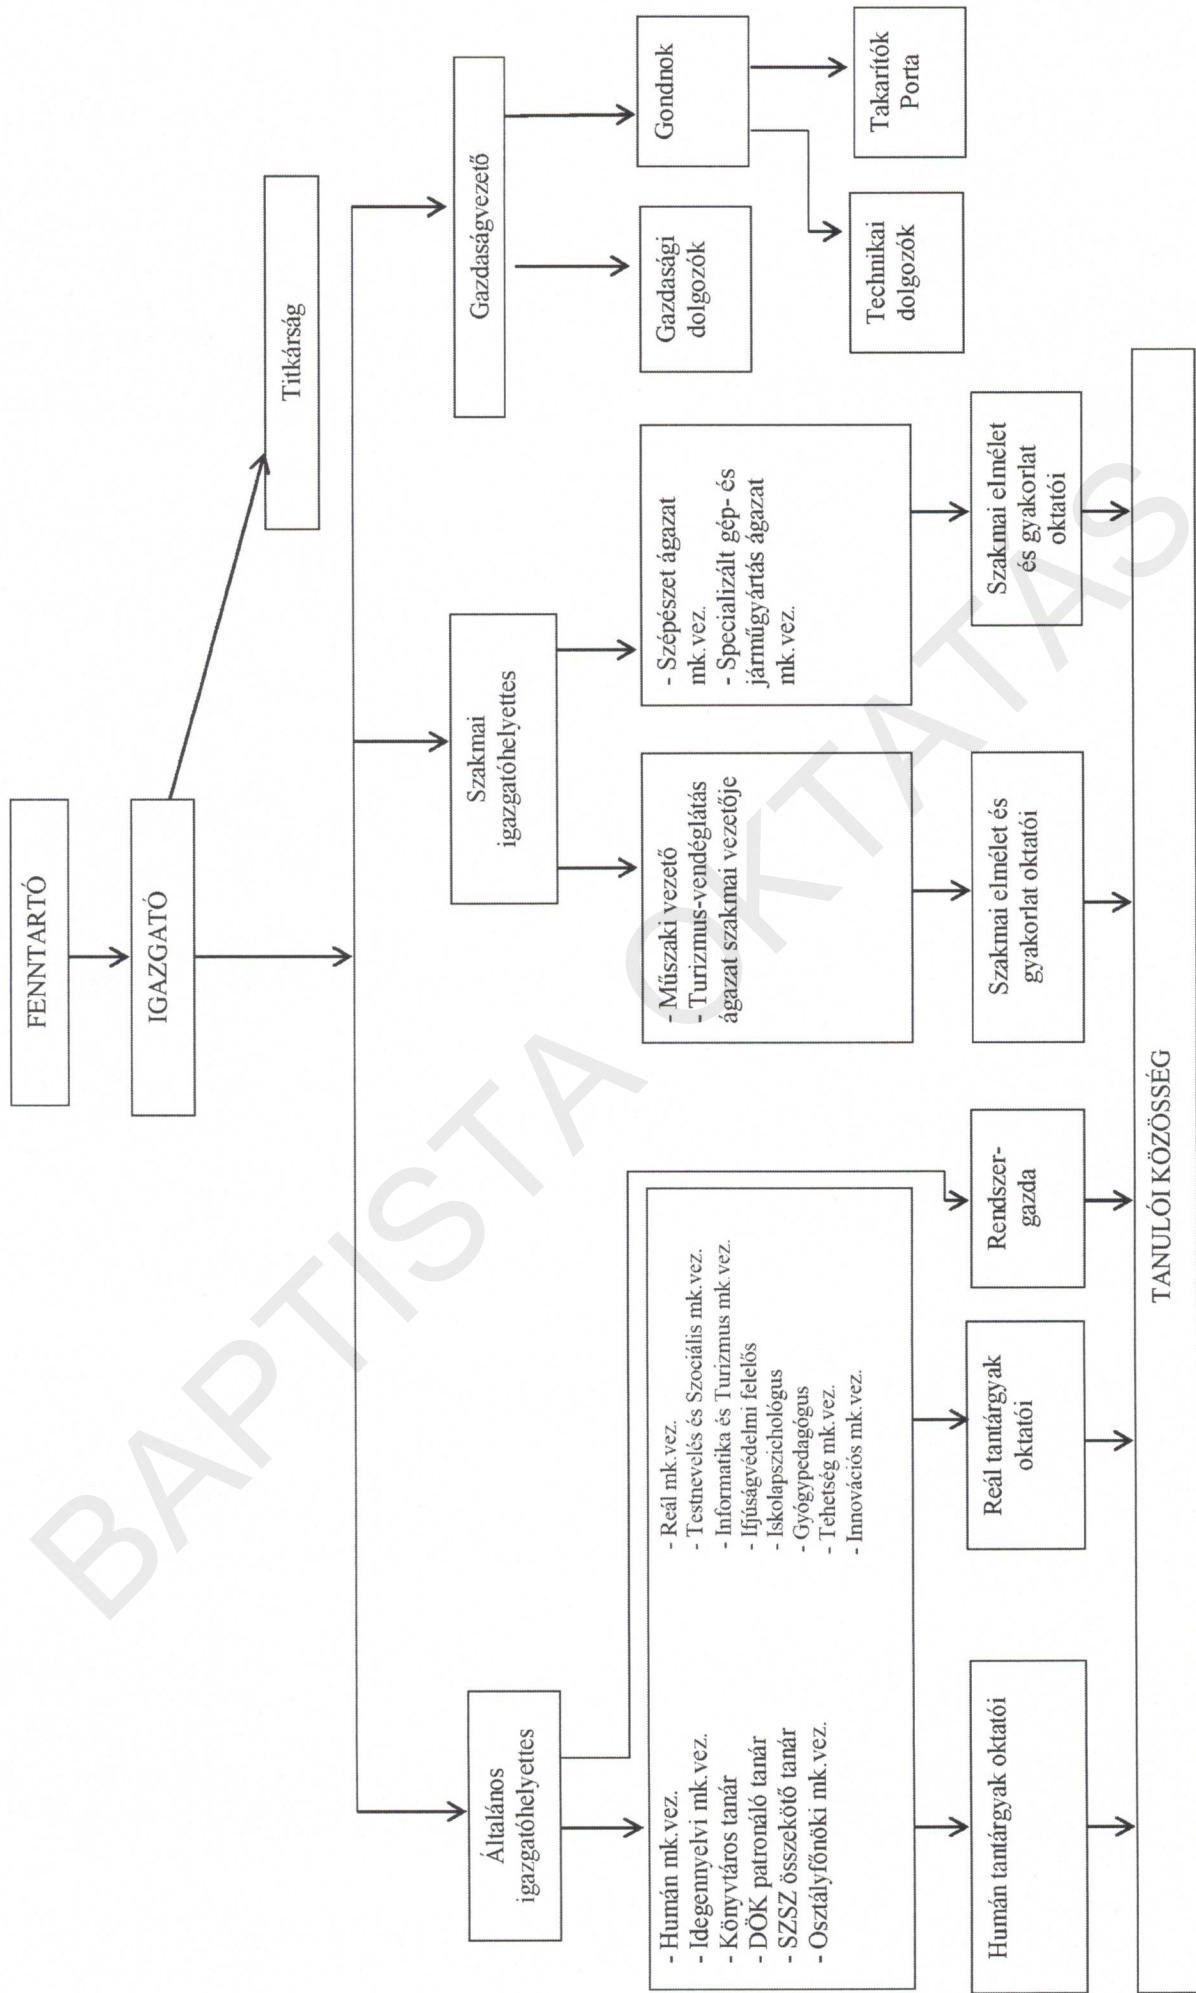 FENNTARTÓ
IGAZGATÓ
Titkárság
Általános
igazgatóhelyettes
Szakmai
igazgatóhelyettes
Gazdaságvezető
- Humán mk.vez.
- Idegennyelvi mk.vez.
- Könyvtáros tanár
- DÖK patronáló tanár
- SZSZ összekötő tanár
- Osztályfőnöki mk.vez.
- Reál mk.vez.
- Testnevelés és Szociális mk.vez.
- Informatika és Turizmus mk.vez.
- Ifjúságvédelmi felelős
- Iskolapszichológus
- Gyógypedagógus
- Tehetség mk.vez.
- Innovációs mk.vez.
- Műszaki vezető
- Turizmus-vendéglátás
ágazat szakmai vezetője
- Szépészet ágazat
mk.vez.
- Specializált gép- és
járműgyártás ágazat
mk.vez.
Gazdasági
dolgozók
Gondnok
Technikai
dolgozók
Takarítók
Porta
Humán tantárgyak oktatói
Reál tantárgyak
oktatói
Rendszer-
gazda
Szakmai elmélet és
gyakorlat oktatói
Szakmai elmélet
és gyakorlat
oktatói
TANULÓI KÖZÖSSÉG
BAPTISTA OKTATÁS